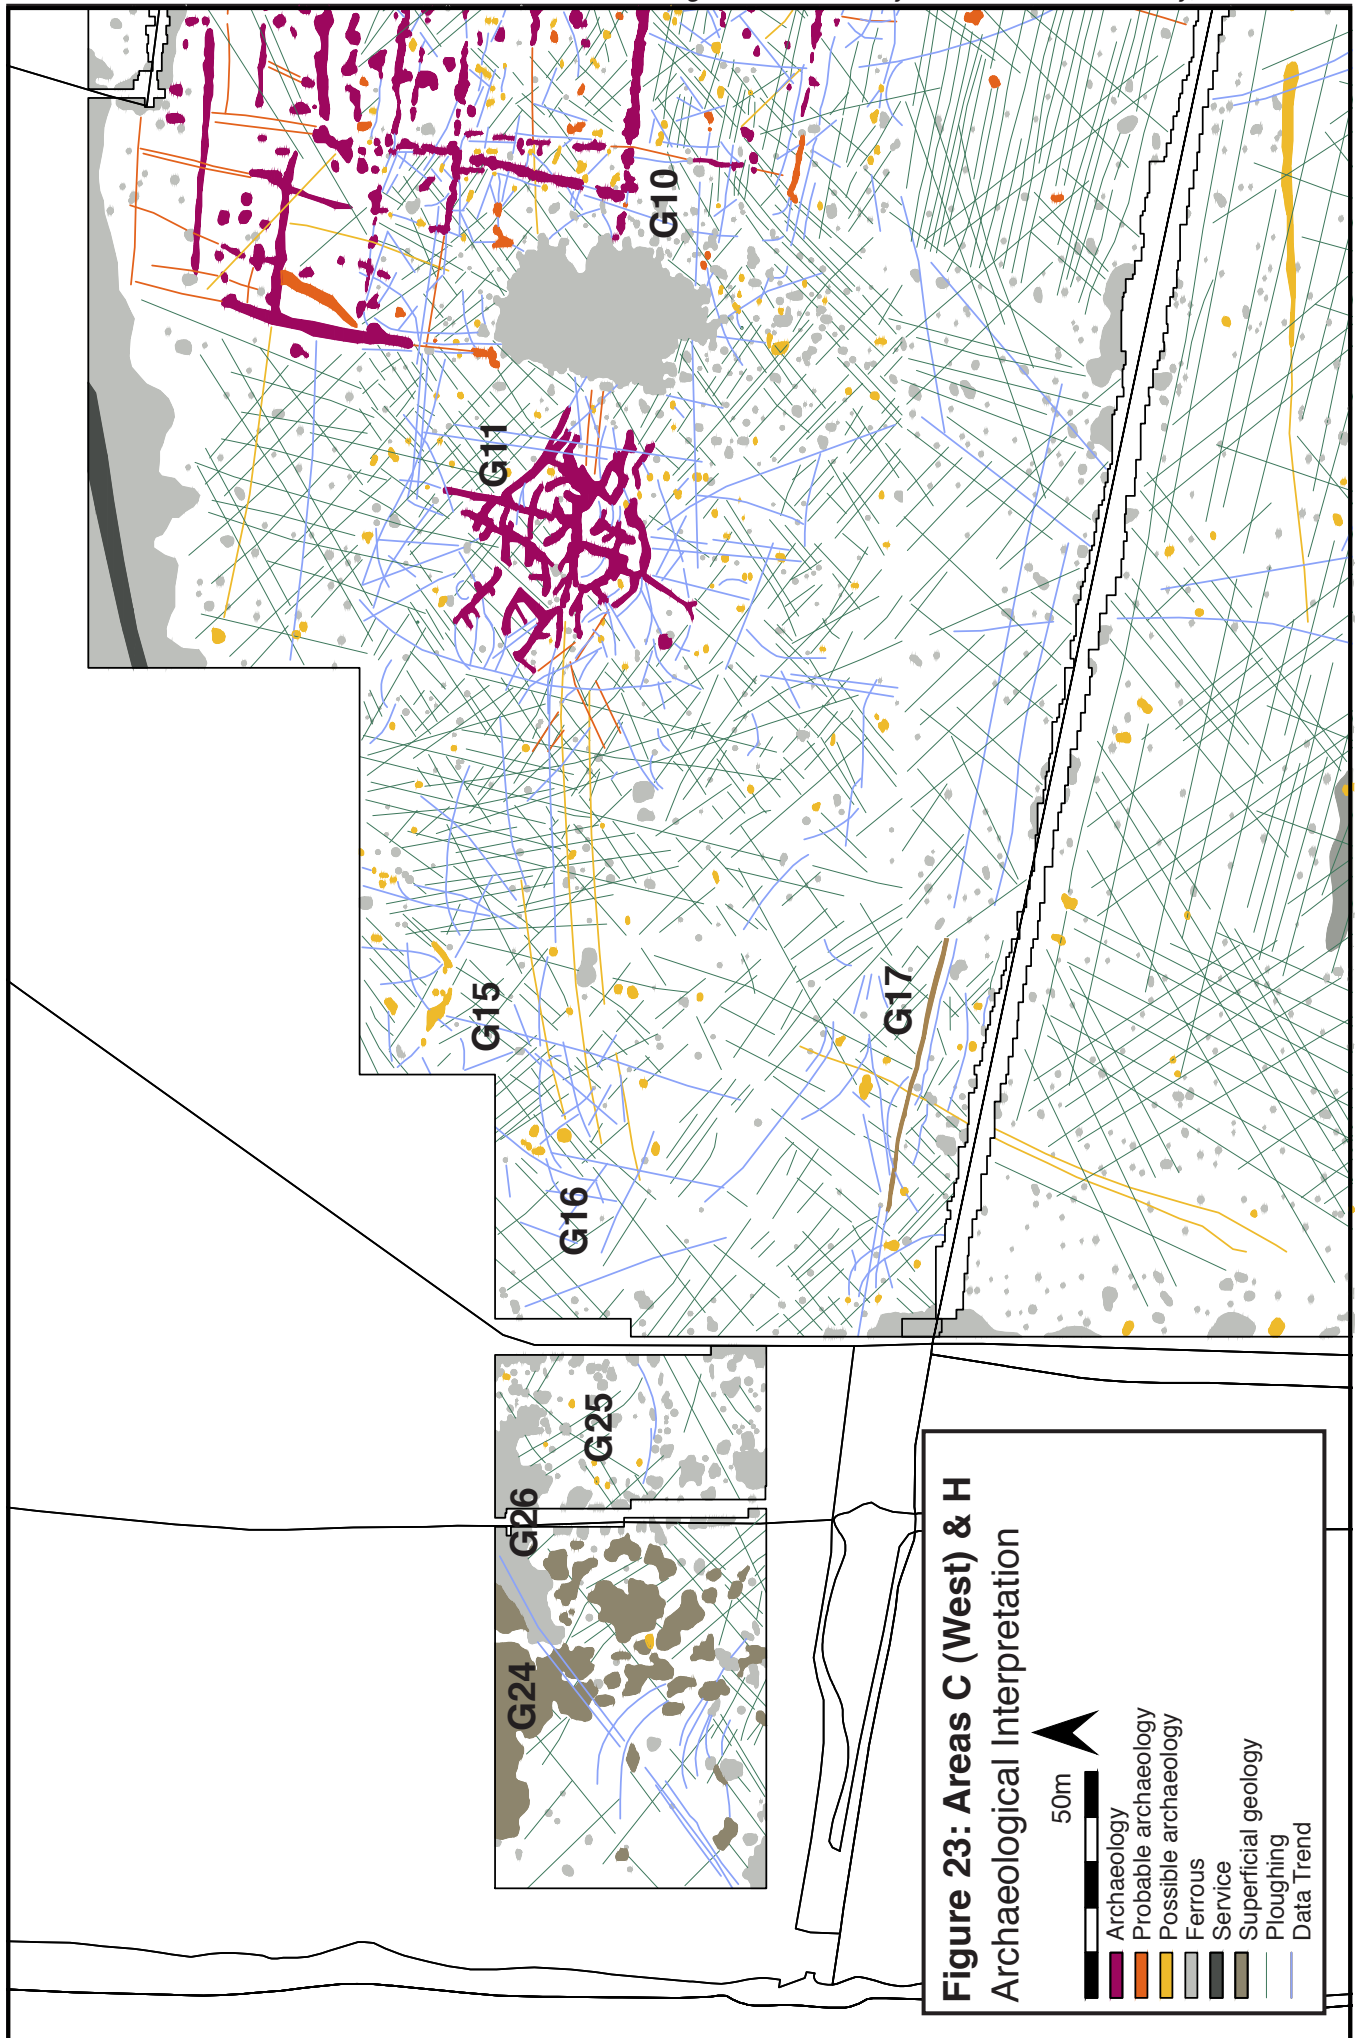 G10
G11
G15
G17
G16
G25
G26
G24
Figure 23: Areas C (West) & H
Archaeological Interpretation
50m
Archaeology
Probable archaeology
Possible archaeology
Ferrous
Service
Superficial geology
Ploughing
Data Trend